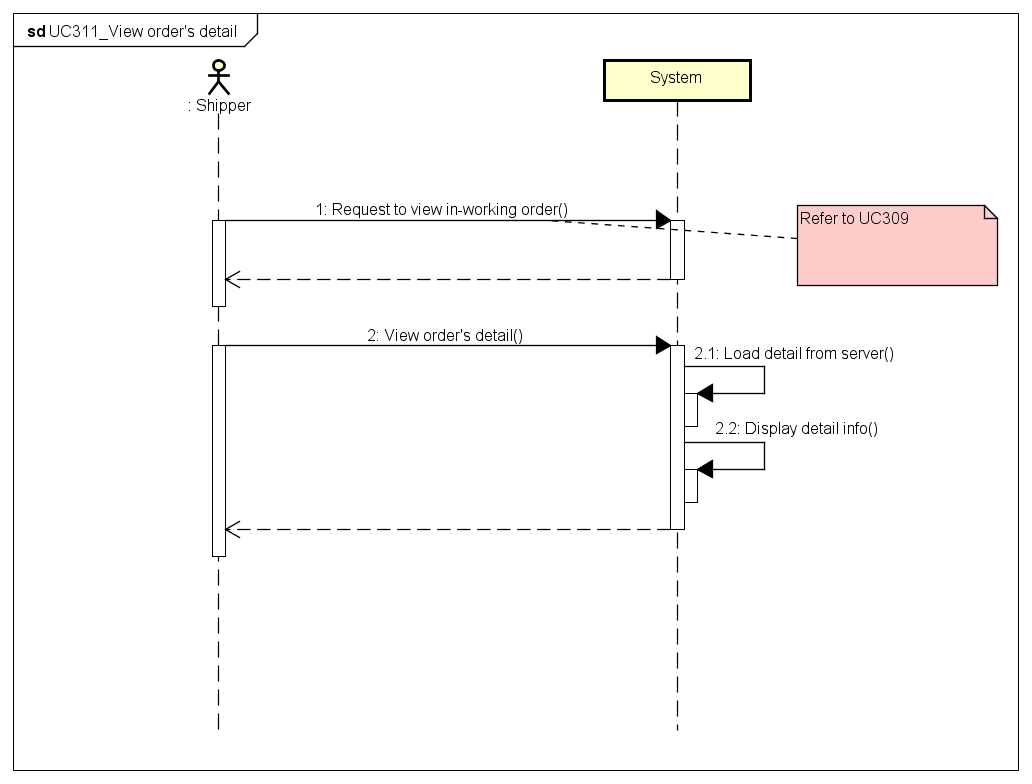 sd UC311_View order's detail
: Shipper
System
1: Request to view in-working order()
Refer to UC309
2: View order's detail()
2.1: Load detail from server()
2.2: Display detail info()